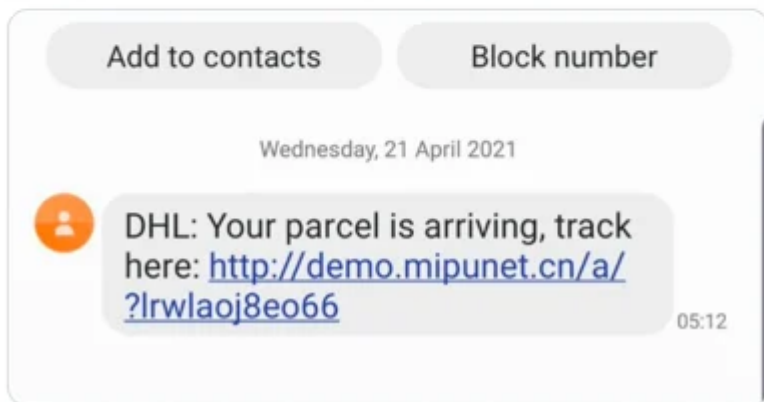 Add to contacts
Block number
Wednesday, 21 April 2021
DHL: Your parcel is arriving, track
here: http://demo.mipunet.cn/a/
?lrwlaoj8eo66
05:12